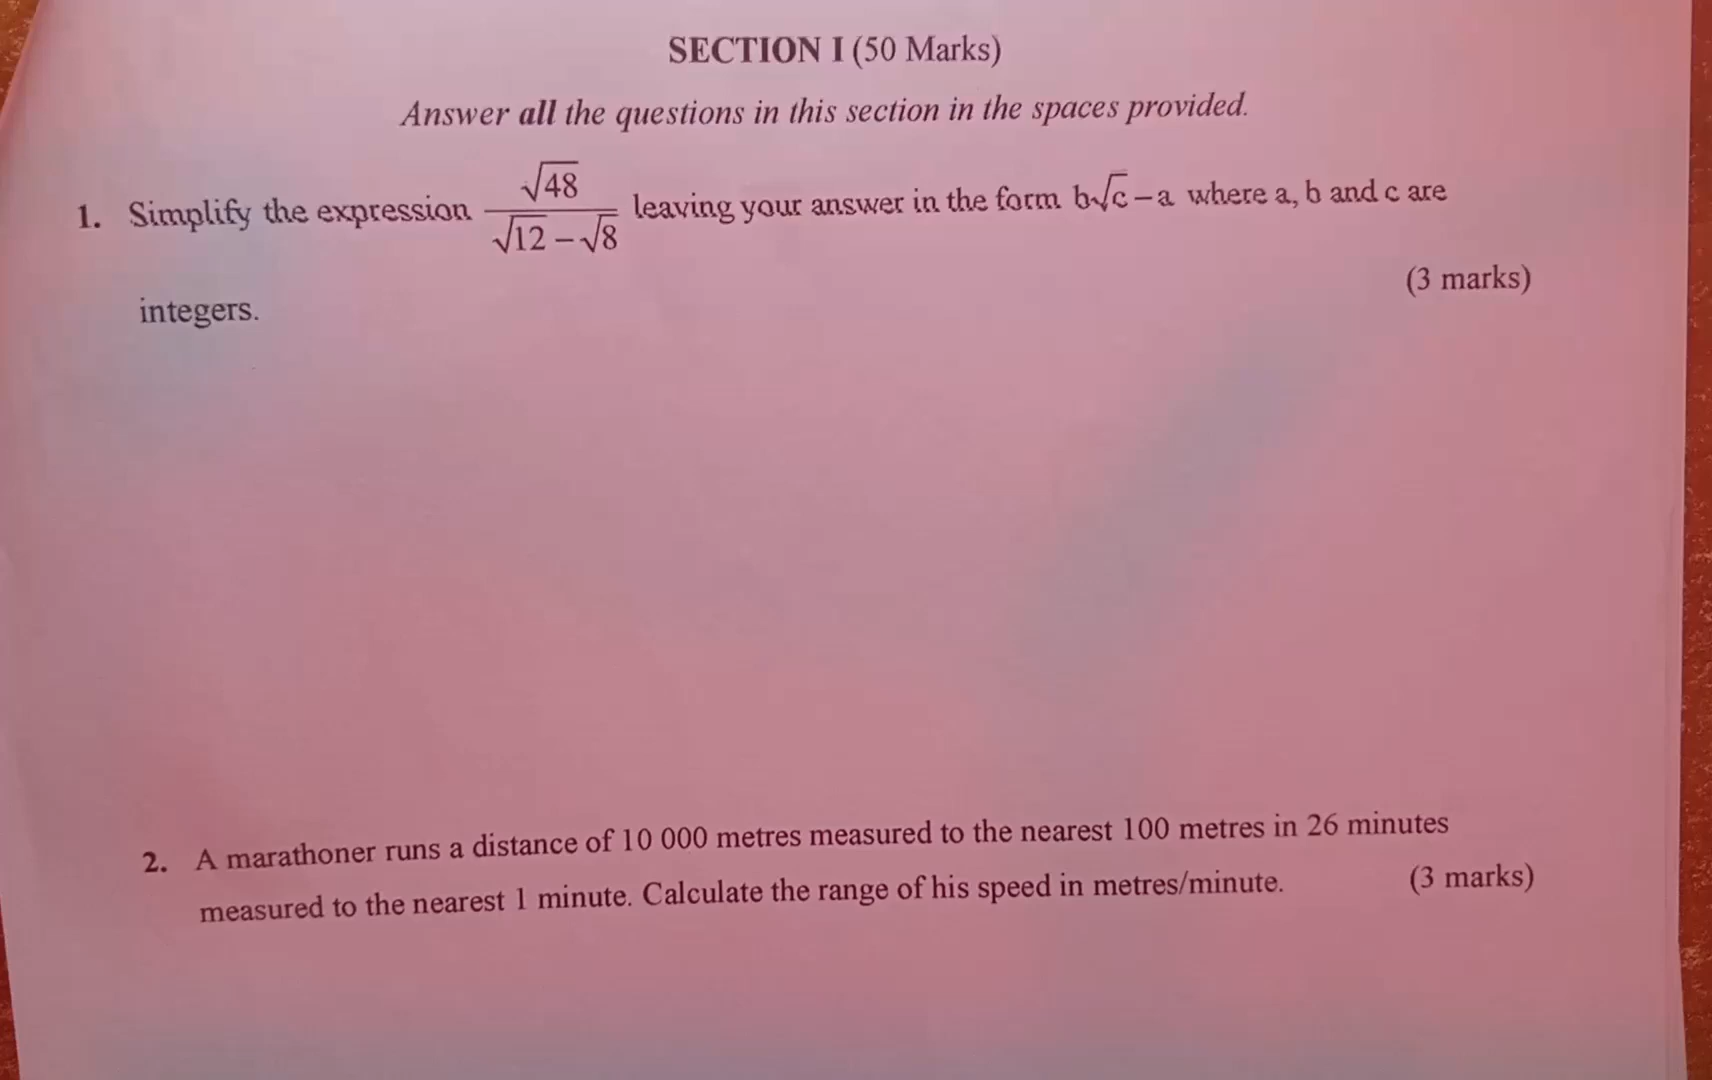 SECTION I (50 Marks)
Answer all the questions in this section in the spaces provided.
1. Simplify the expression √48 / (√12 − √8) leaving your answer in the form b√c − a where a, b and c are
(3 marks)
integers.
2. A marathoner runs a distance of 10 000 metres measured to the nearest 100 metres in 26 minutes
measured to the nearest 1 minute. Calculate the range of his speed in metres/minute. (3 marks)